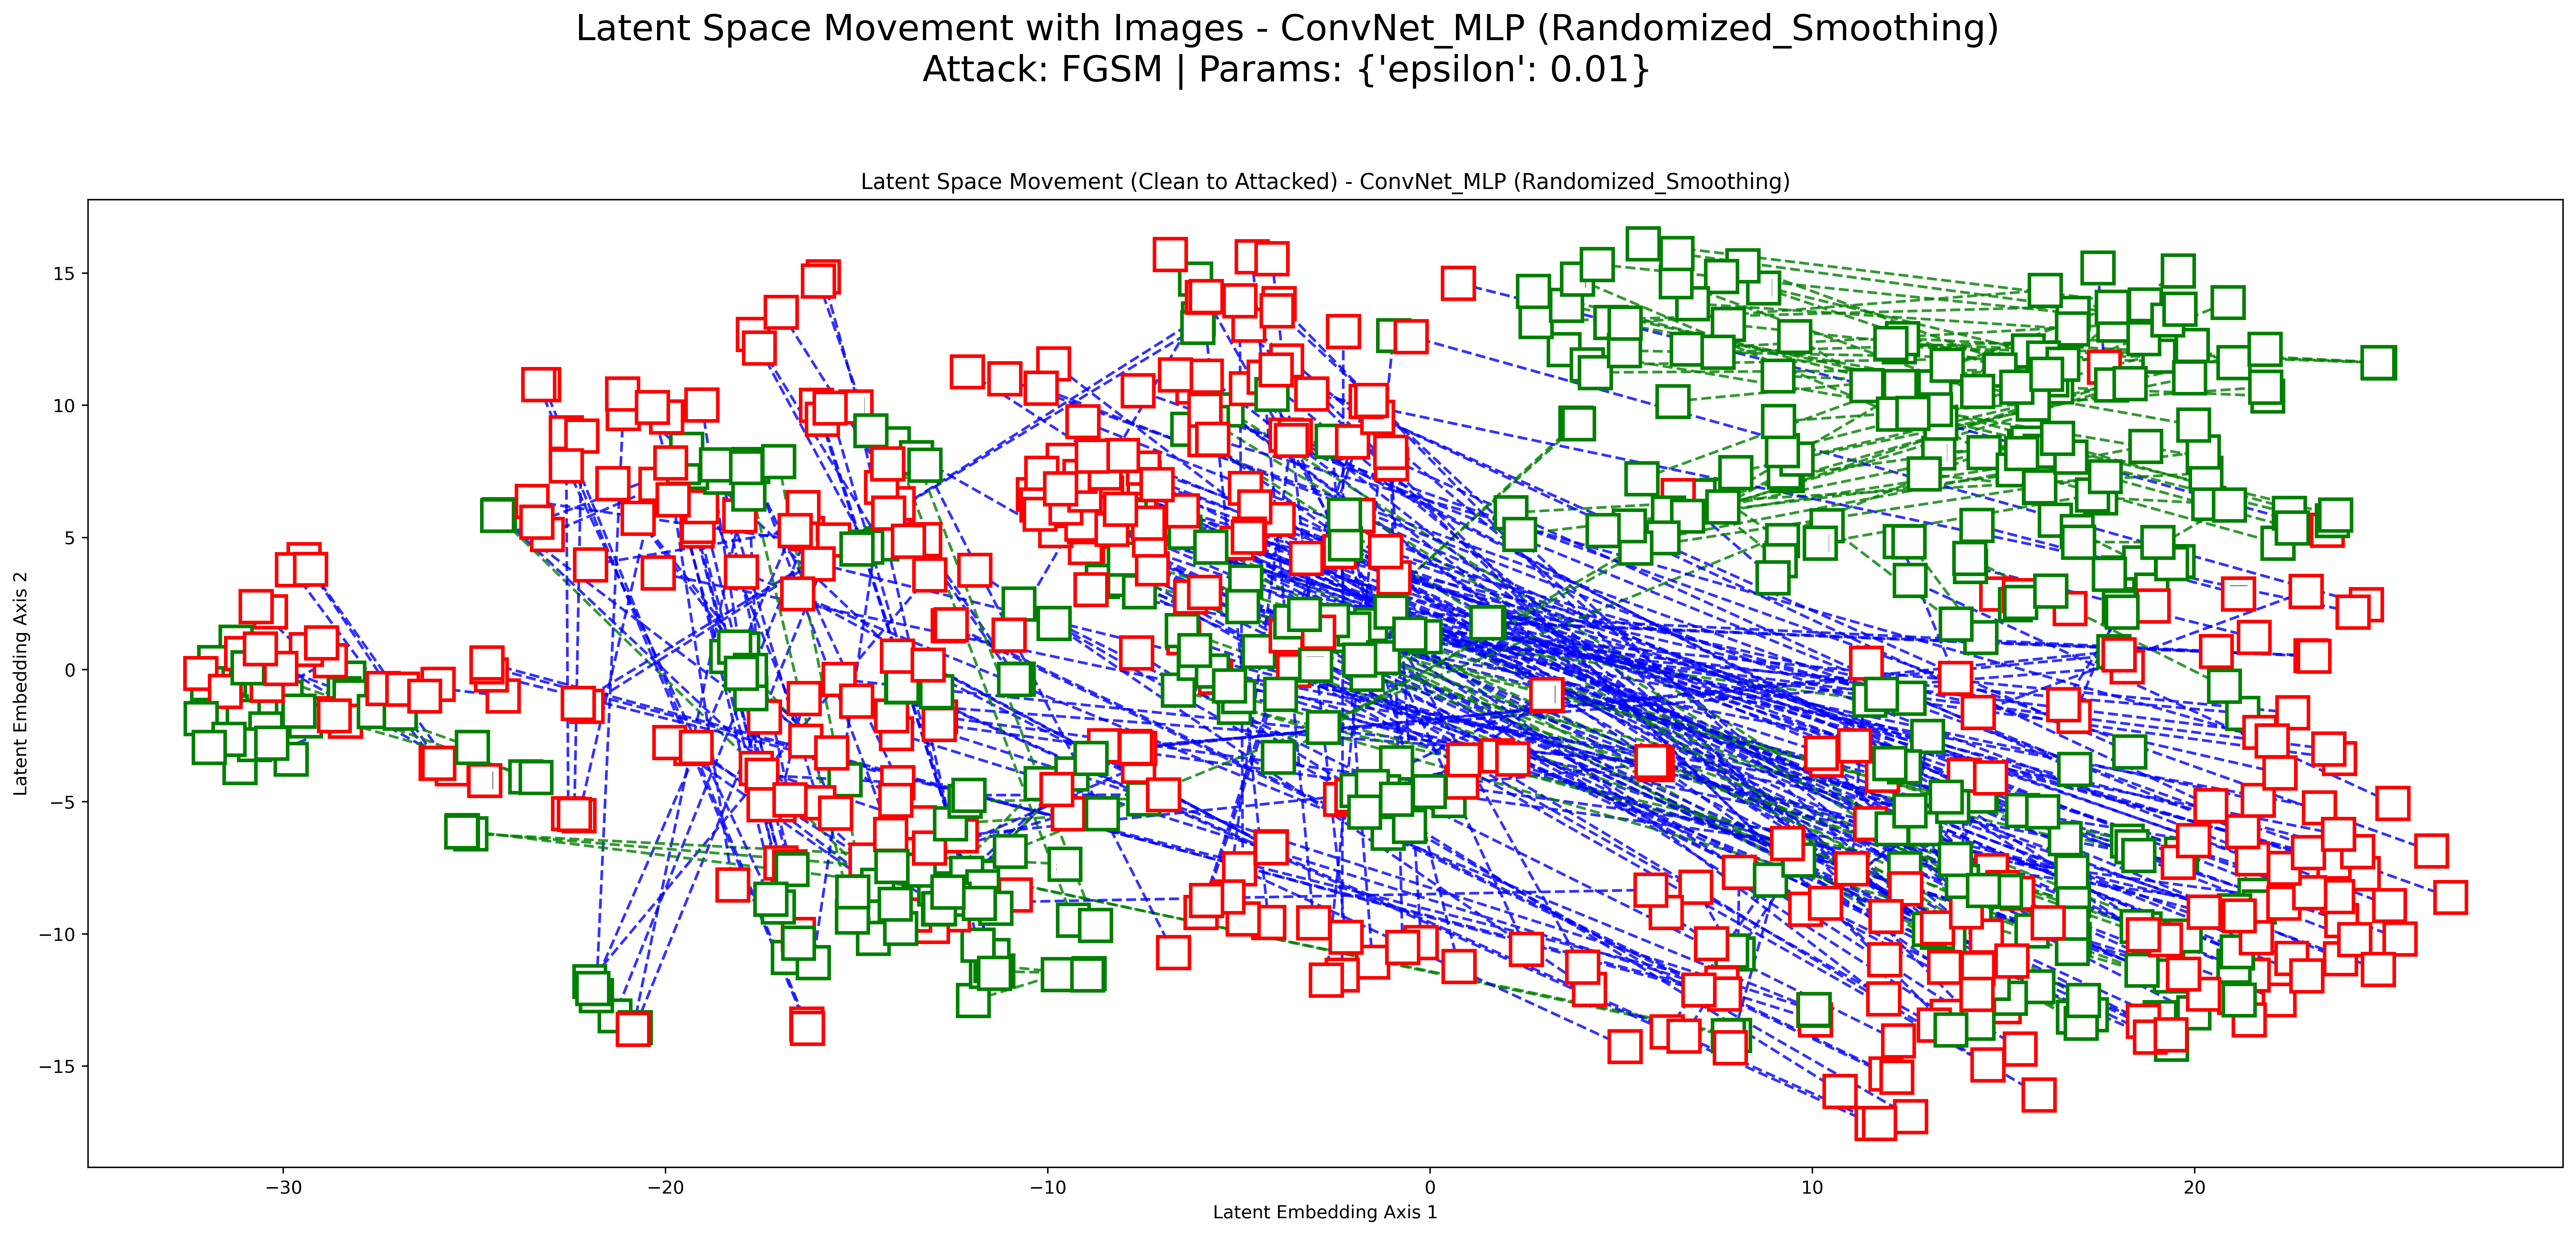 Latent Space Movement with Images - ConvNet_MLP (Randomized_Smoothing)
Attack: FGSM | Params: {'epsilon': 0.01}
Latent Space Movement (Clean to Attacked) - ConvNet_MLP (Randomized_Smoothing)
Latent Embedding Axis 2
15
10
5
0
−5
−10
−15
−30
−20
−10
0
10
20
Latent Embedding Axis 1